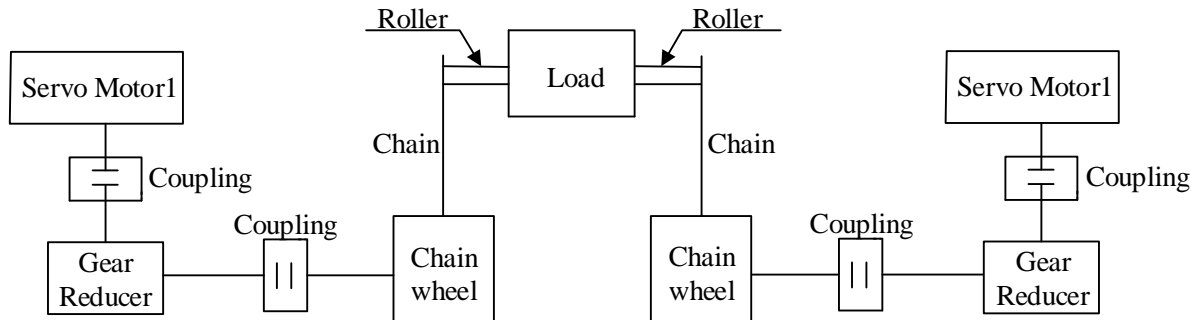 Roller
Roller
Servo Motor1
Load
Servo Motor1
Chain
Chain
Coupling
Coupling
Coupling
Coupling
Gear
Reducer
Chain
wheel
Chain
wheel
Gear
Reducer